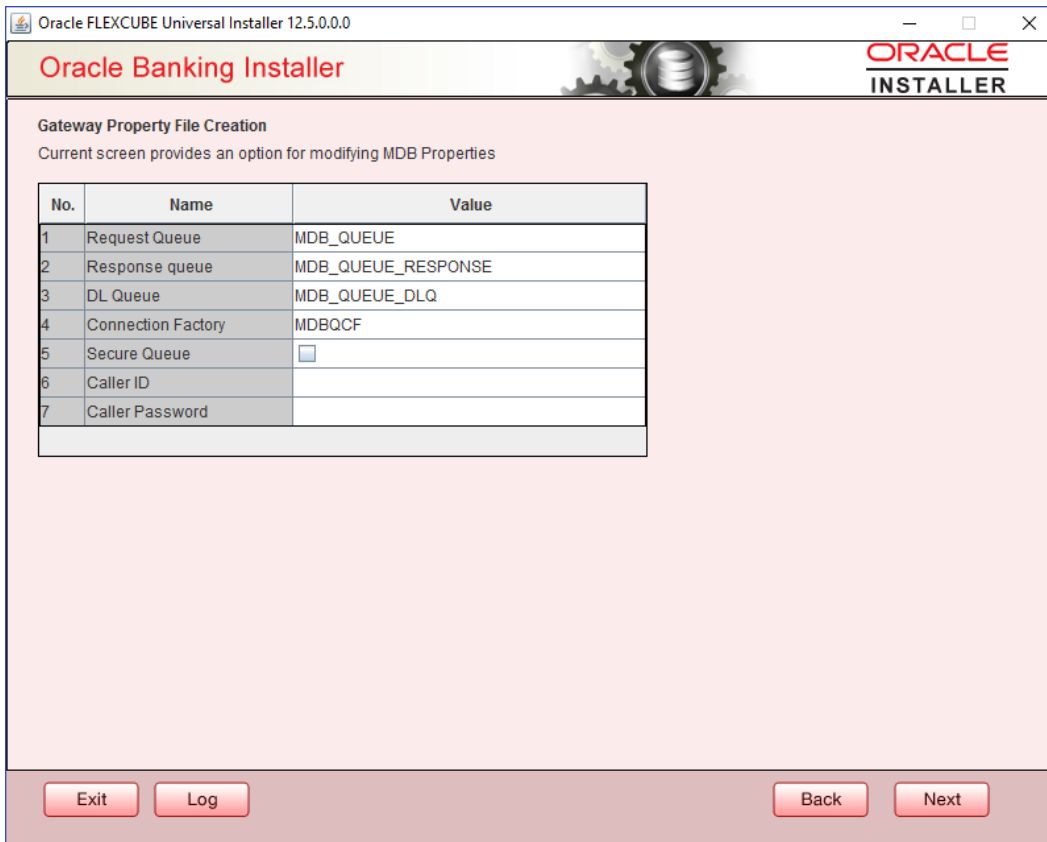 Oracle FLEXCUBE Universal Installer 12.5.0.0.0
Oracle Banking Installer
ORACLE
INSTALLER
Gateway Property File Creation
Current screen provides an option for modifying MDB Properties
No. Name Value
1 Request Queue MDB_QUEUE
2 Response queue MDB_QUEUE_RESPONSE
3 DL Queue MDB_QUEUE_DLQ
4 Connection Factory MDBQCF
5 Secure Queue
6 Caller ID
7 Caller Password
Exit Log Back Next